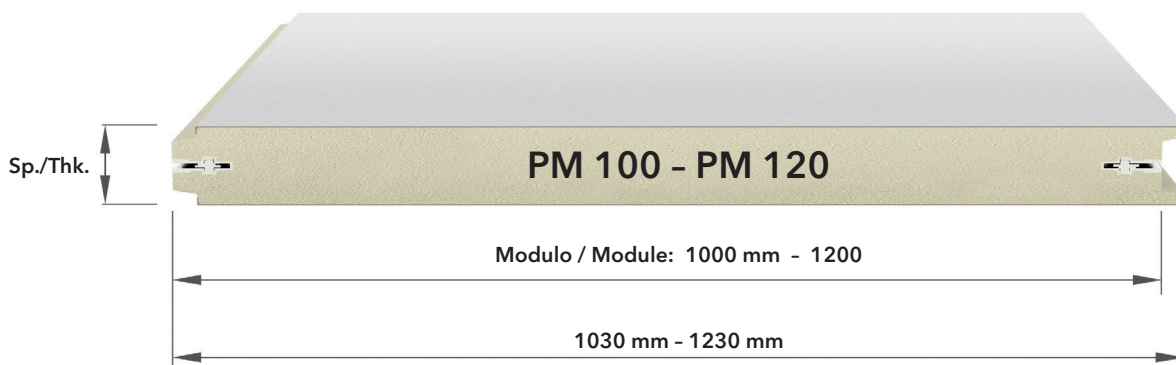 Sp./Thk.
PM 100 – PM 120
Modulo / Module: 1000 mm – 1200
1030 mm – 1230 mm